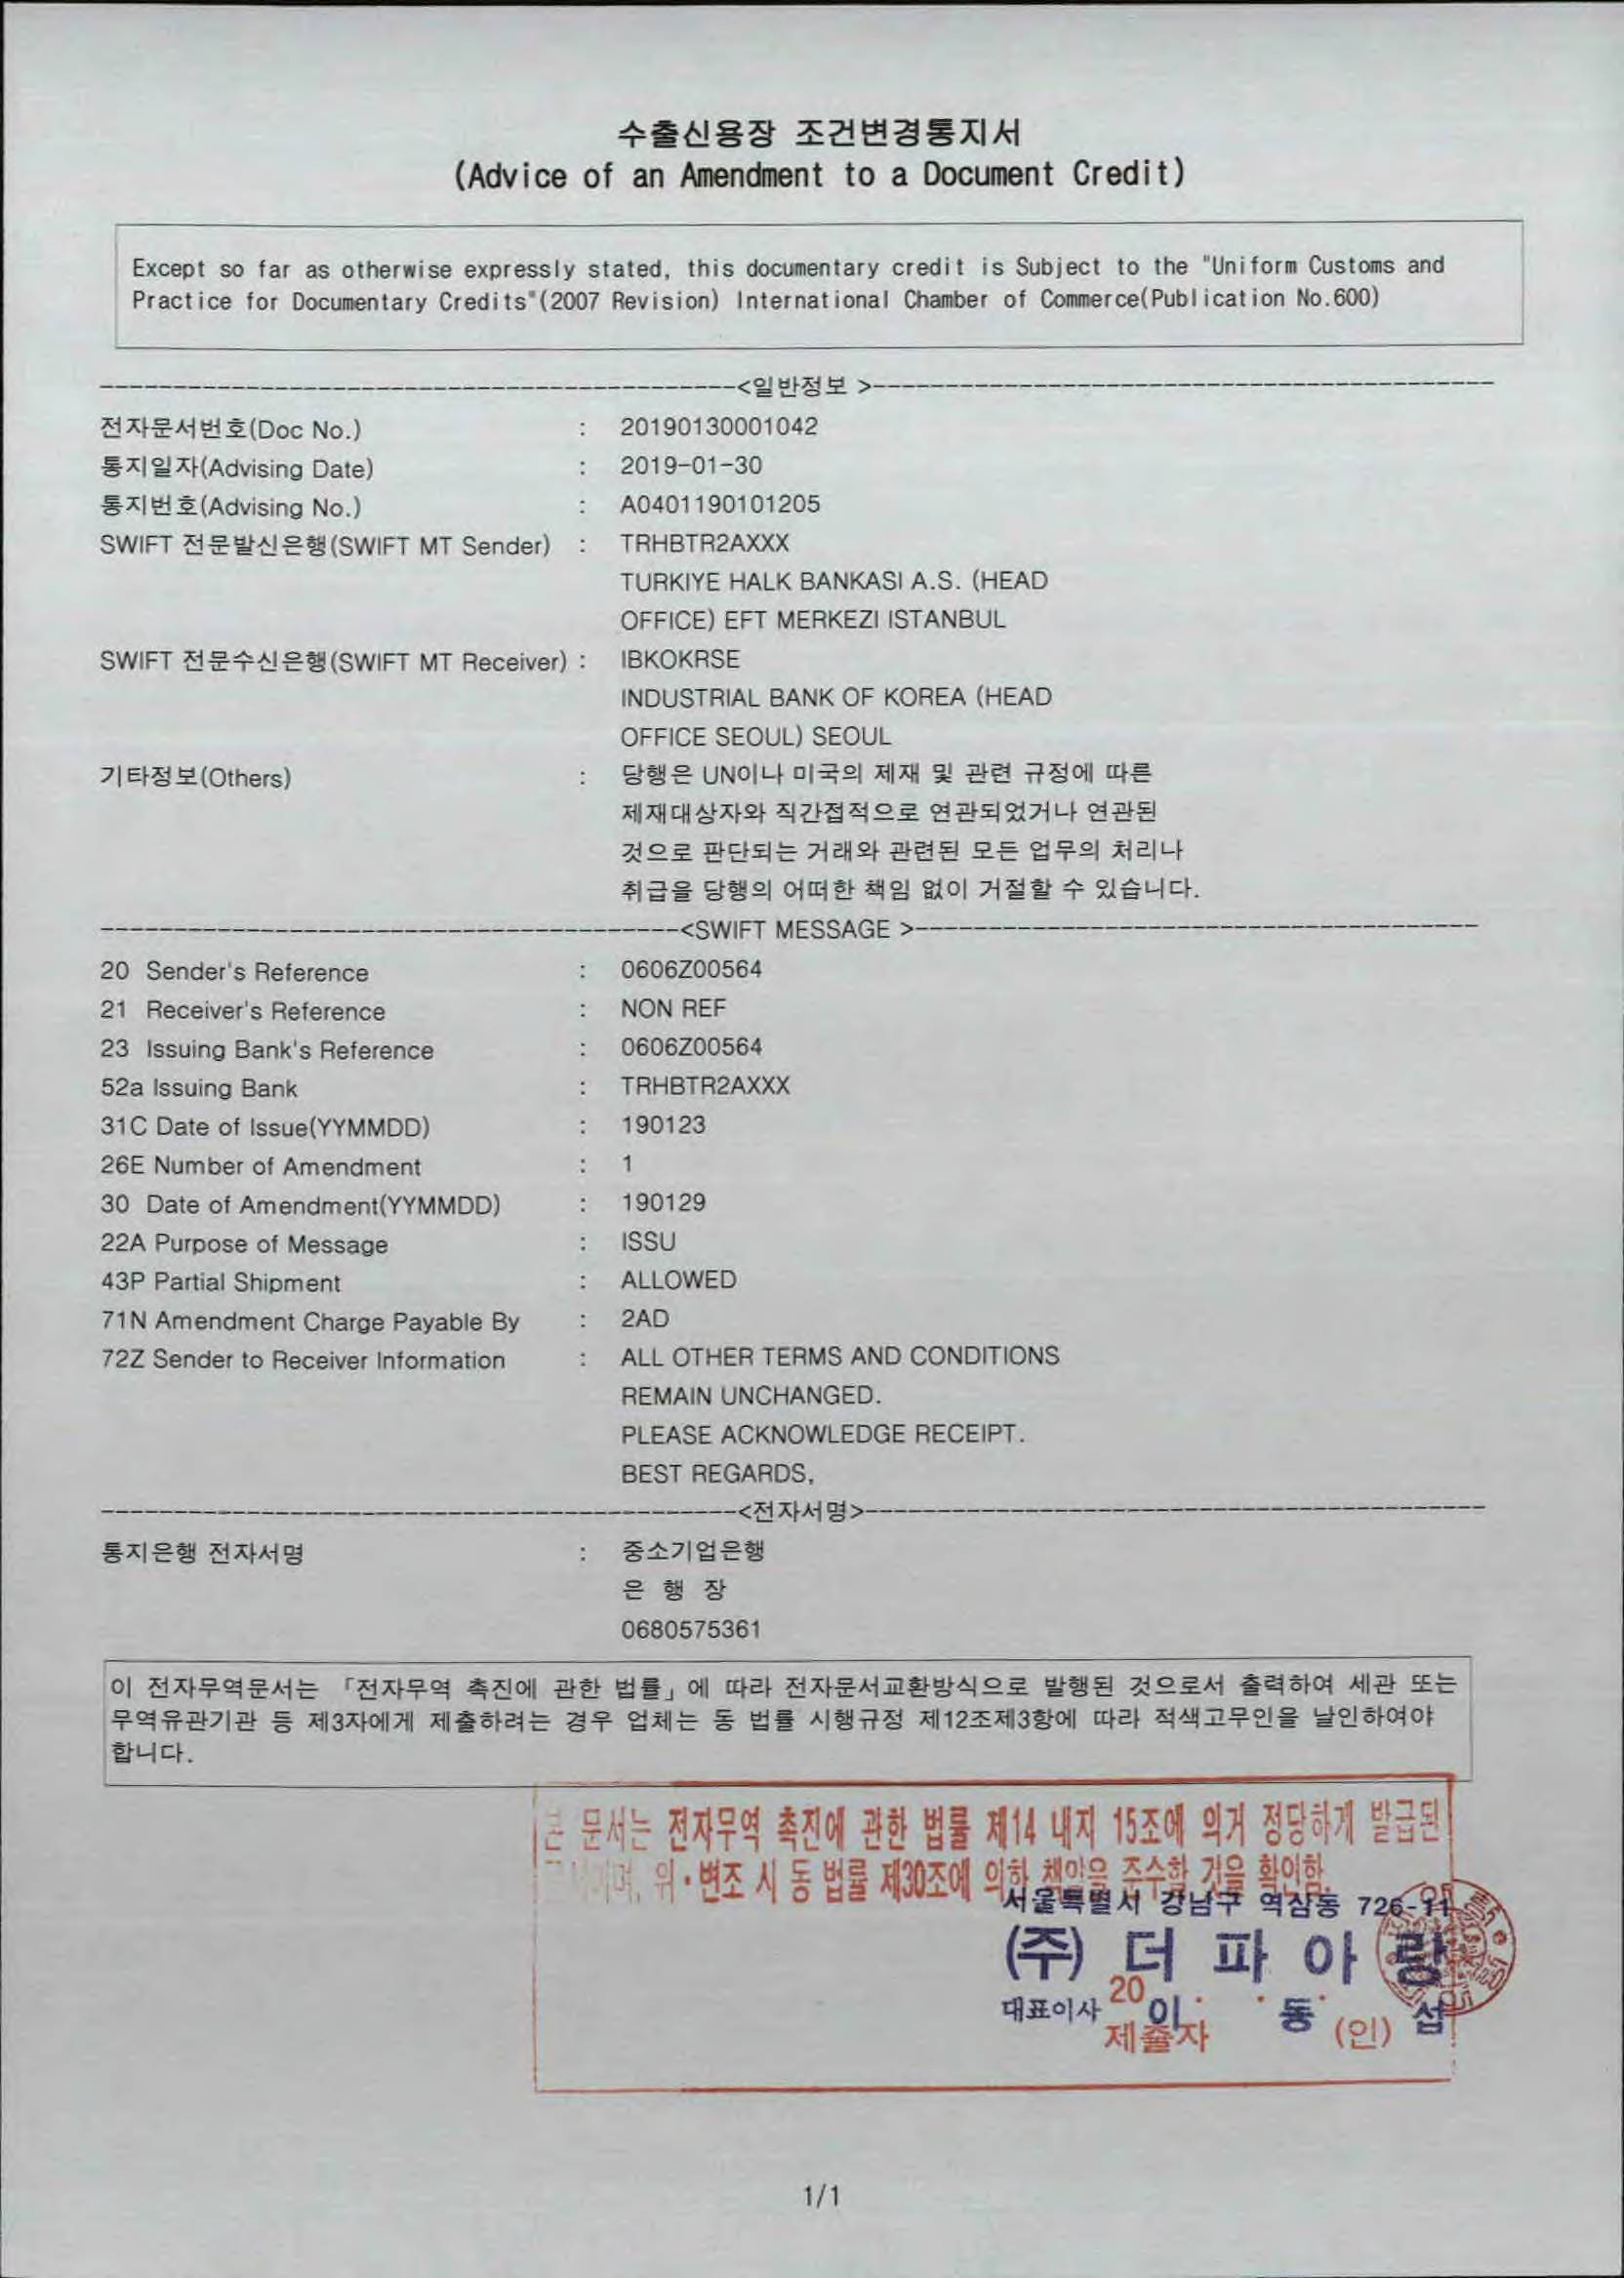 수출신용장 조건변경통지서
(Advice of an Amendment to a Document Credit)
Except so far as otherwise expressly stated, this documentary credit is Subject to the "Uniform Customs and
Practice for Documentary Credits"(2007 Revision) International Chamber of Commerce(Publication No.600)
<일반정보 >
전자문서번호(Doc No.) : 20190130001042
통지일자(Advising Date) : 2019-01-30
통지번호(Advising No.) : A0401190101205
SWIFT 전문발신은행(SWIFT MT Sender) : TRHBTR2AXXX
TURKIYE HALK BANKASI A.S. (HEAD
OFFICE) EFT MERKEZI ISTANBUL
SWIFT 전문수신은행(SWIFT MT Receiver) : IBKOKRSE
INDUSTRIAL BANK OF KOREA (HEAD
OFFICE SEOUL) SEOUL
기타정보(Others) : 당행은 UN이나 미국의 제재 및 관련 규정에 따른
제재대상자와 직간접적으로 연관되었거나 연관된
것으로 판단되는 거래와 관련된 모든 업무의 처리나
취급을 당행의 어떠한 책임 없이 거절할 수 있습니다.
<SWIFT MESSAGE >
20 Sender's Reference : 0606Z00564
21 Receiver's Reference : NON REF
23 Issuing Bank's Reference : 0606Z00564
52a Issuing Bank : TRHBTR2AXXX
31C Date of Issue(YYMMDD) : 190123
26E Number of Amendment : 1
30 Date of Amendment(YYMMDD) : 190129
22A Purpose of Message : ISSU
43P Partial Shipment : ALLOWED
71N Amendment Charge Payable By : 2AD
72Z Sender to Receiver Information : ALL OTHER TERMS AND CONDITIONS
REMAIN UNCHANGED.
PLEASE ACKNOWLEDGE RECEIPT.
BEST REGARDS,
<전자서명>
통지은행 전자서명 : 중소기업은행
은 행 장
0680575361
이 전자무역문서는 「전자무역 촉진에 관한 법률」에 따라 전자문서교환방식으로 발행된 것으로서 출력하여 세관 또는
무역유관기관 등 제3자에게 제출하려는 경우 업체는 동 법률 시행규정 제12조제3항에 따라 적색고무인을 날인하여야
합니다.
문서는 전자무역 촉진에 관한 법률 제14 내지 15조에 의거 정당하게 발급된
위·변조 시 동 법률 제30조에 의한 책임을 준수할 것을 확인함.
서울특별시 강남구 역삼동 726-11
(주) 더 파 아 랑
20 . . .
대표이사 이 동 섭
제출자 (인)
1/1